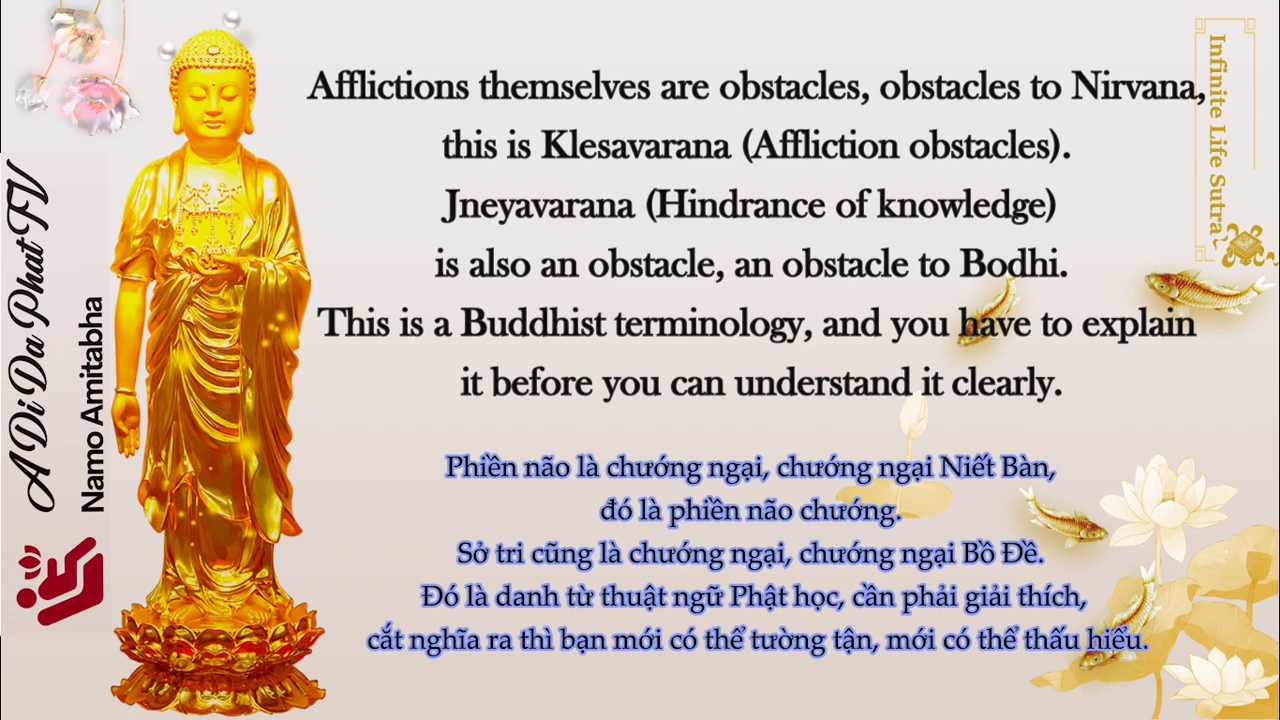 Afflictions themselves are obstacles, obstacles to Nirvana,
this is Klesavarana (Affliction obstacles).
Jneyavarana (Hindrance of knowledge)
is also an obstacle, an obstacle to Bodhi.
This is a Buddhist terminology, and you have to explain
it before you can understand it clearly.
Phiền não là chướng ngại, chướng ngại Niết Bàn,
đó là phiền não chướng.
Sở tri cũng là chướng ngại, chướng ngại Bồ Đề.
Đó là danh từ thuật ngữ Phật học, cần phải giải thích,
cắt nghĩa ra thì bạn mới có thể tường tận, mới có thể thấu hiểu.
A Di Da Phat TV
Namo Amitabha
Infinite Life Sutra